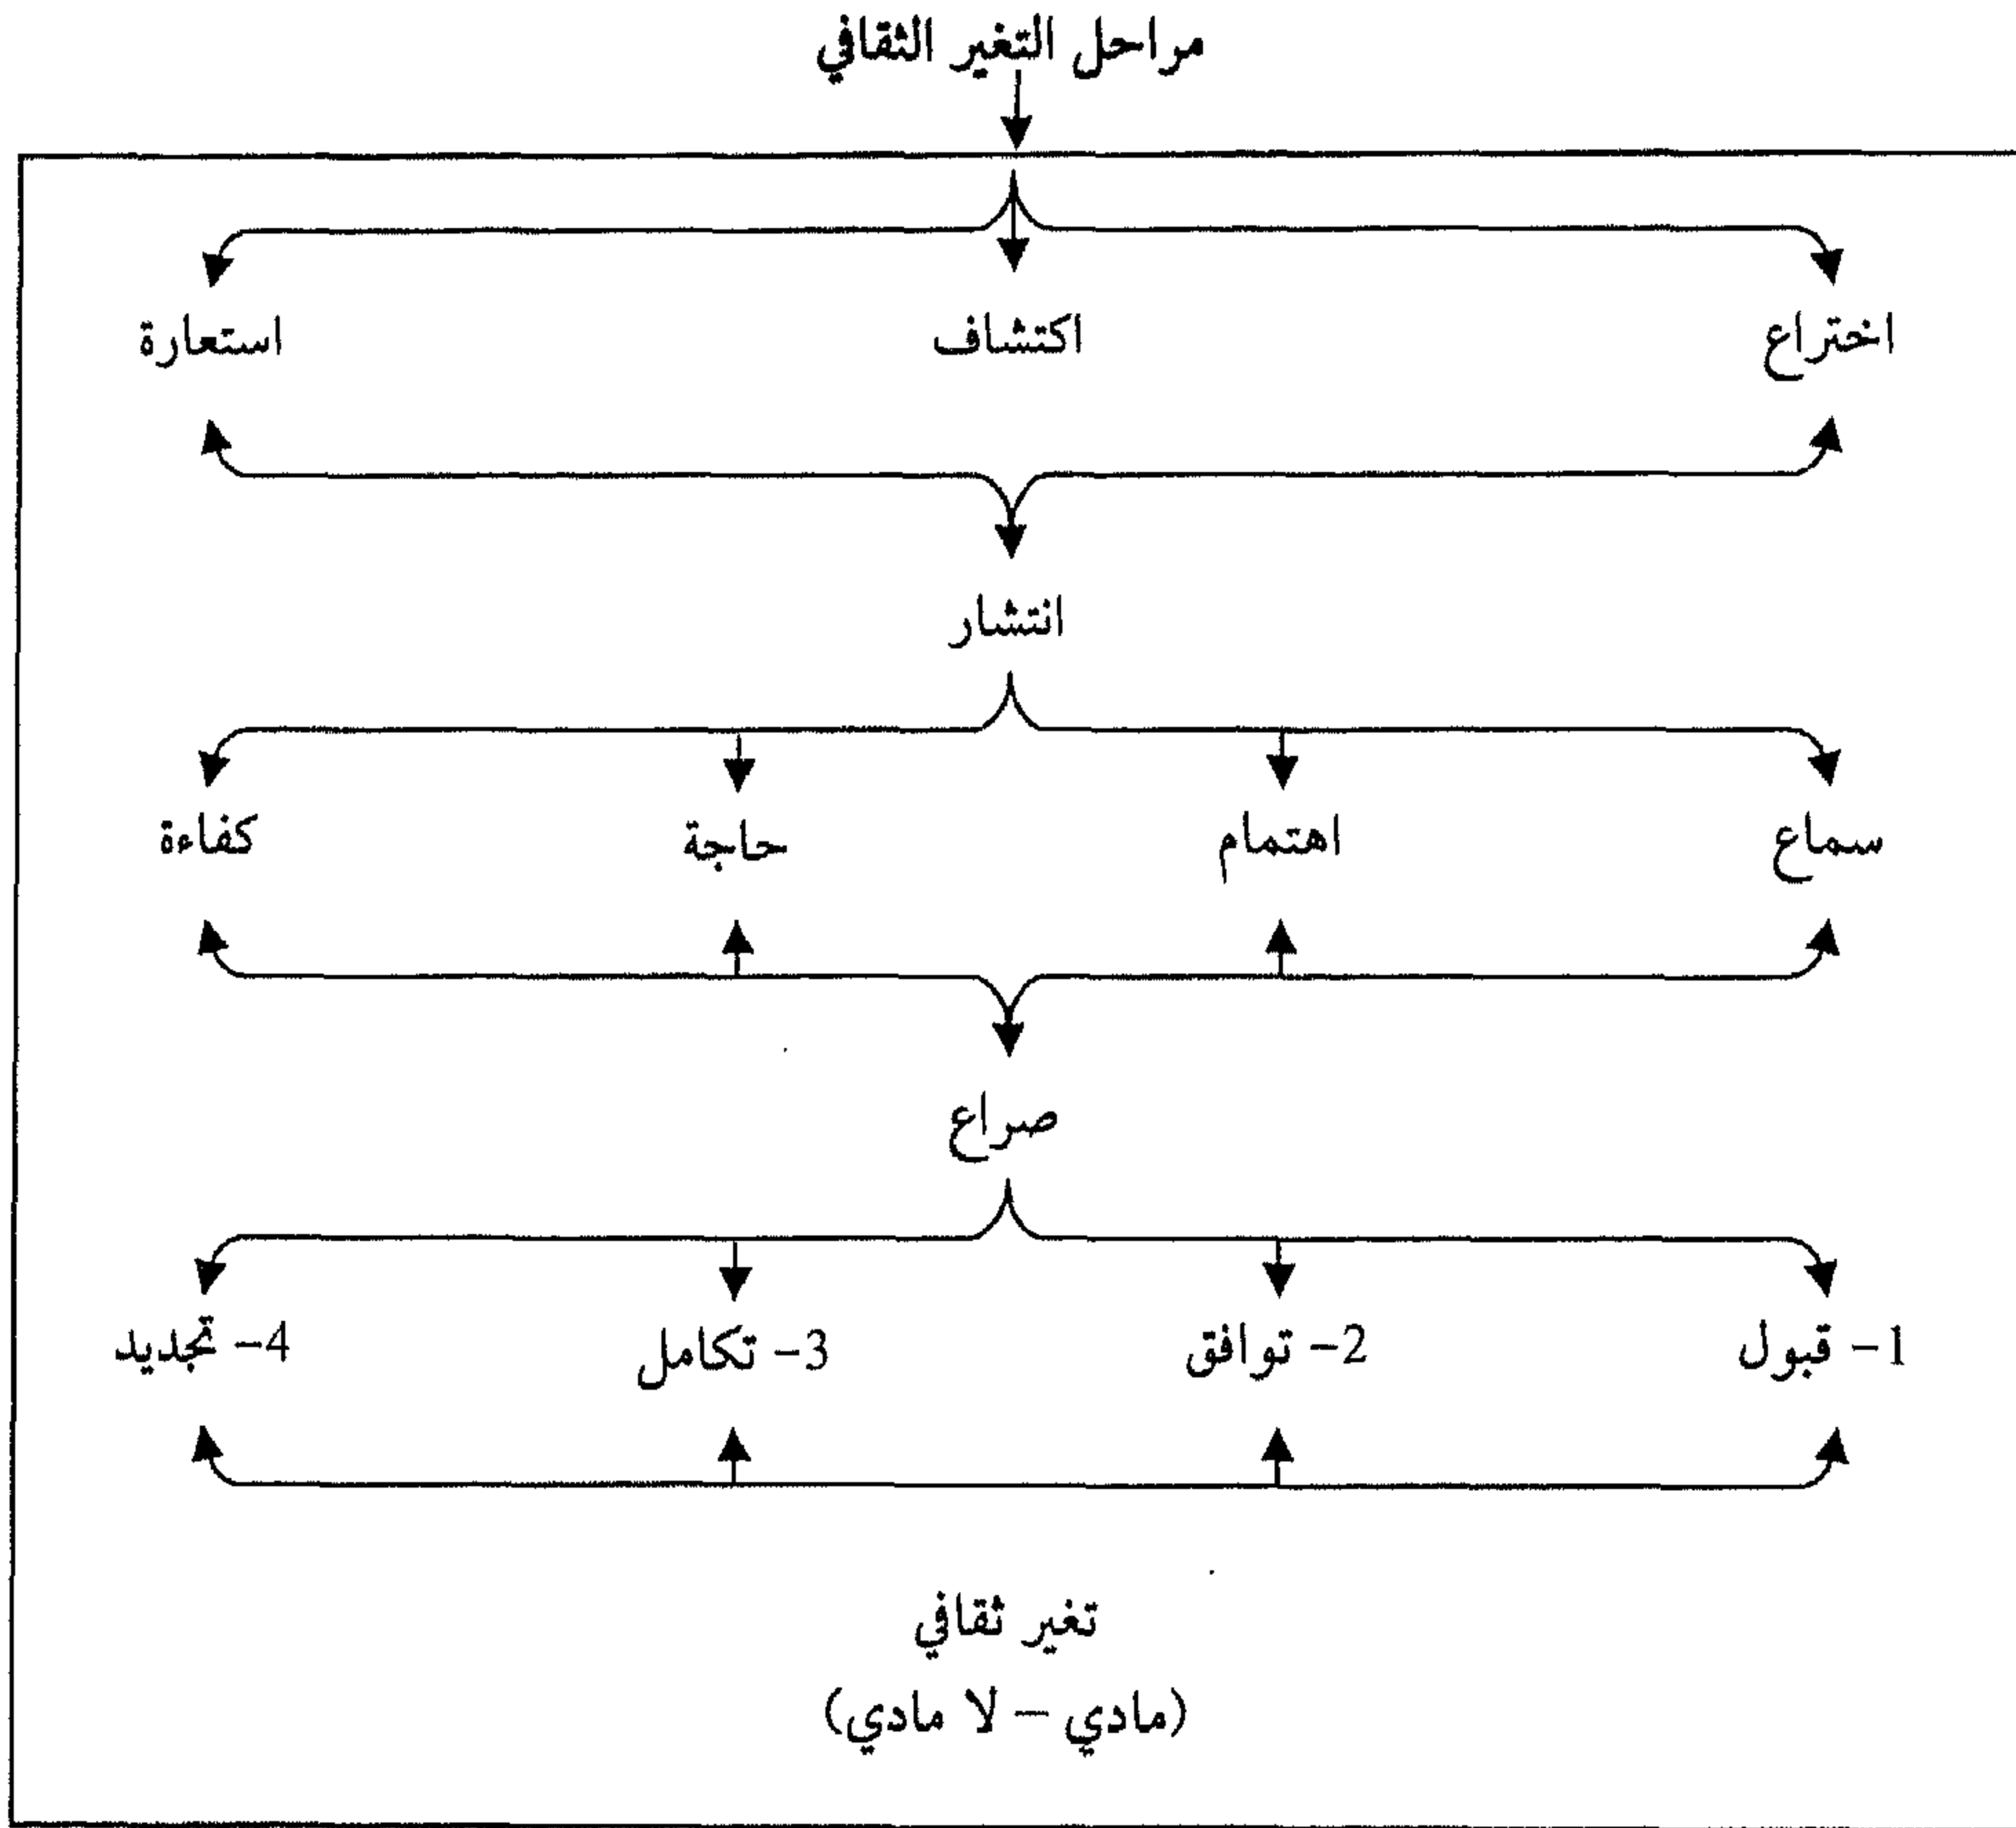 مراحل التغير الثقافي
اختراع اكتشاف استعارة
انتشار
سماع اهتمام حاجة كفاءة
صراع
1- قبول 2- توافق 3- تكامل 4- تجديد
تغير ثقافي
(مادي – لا مادي)